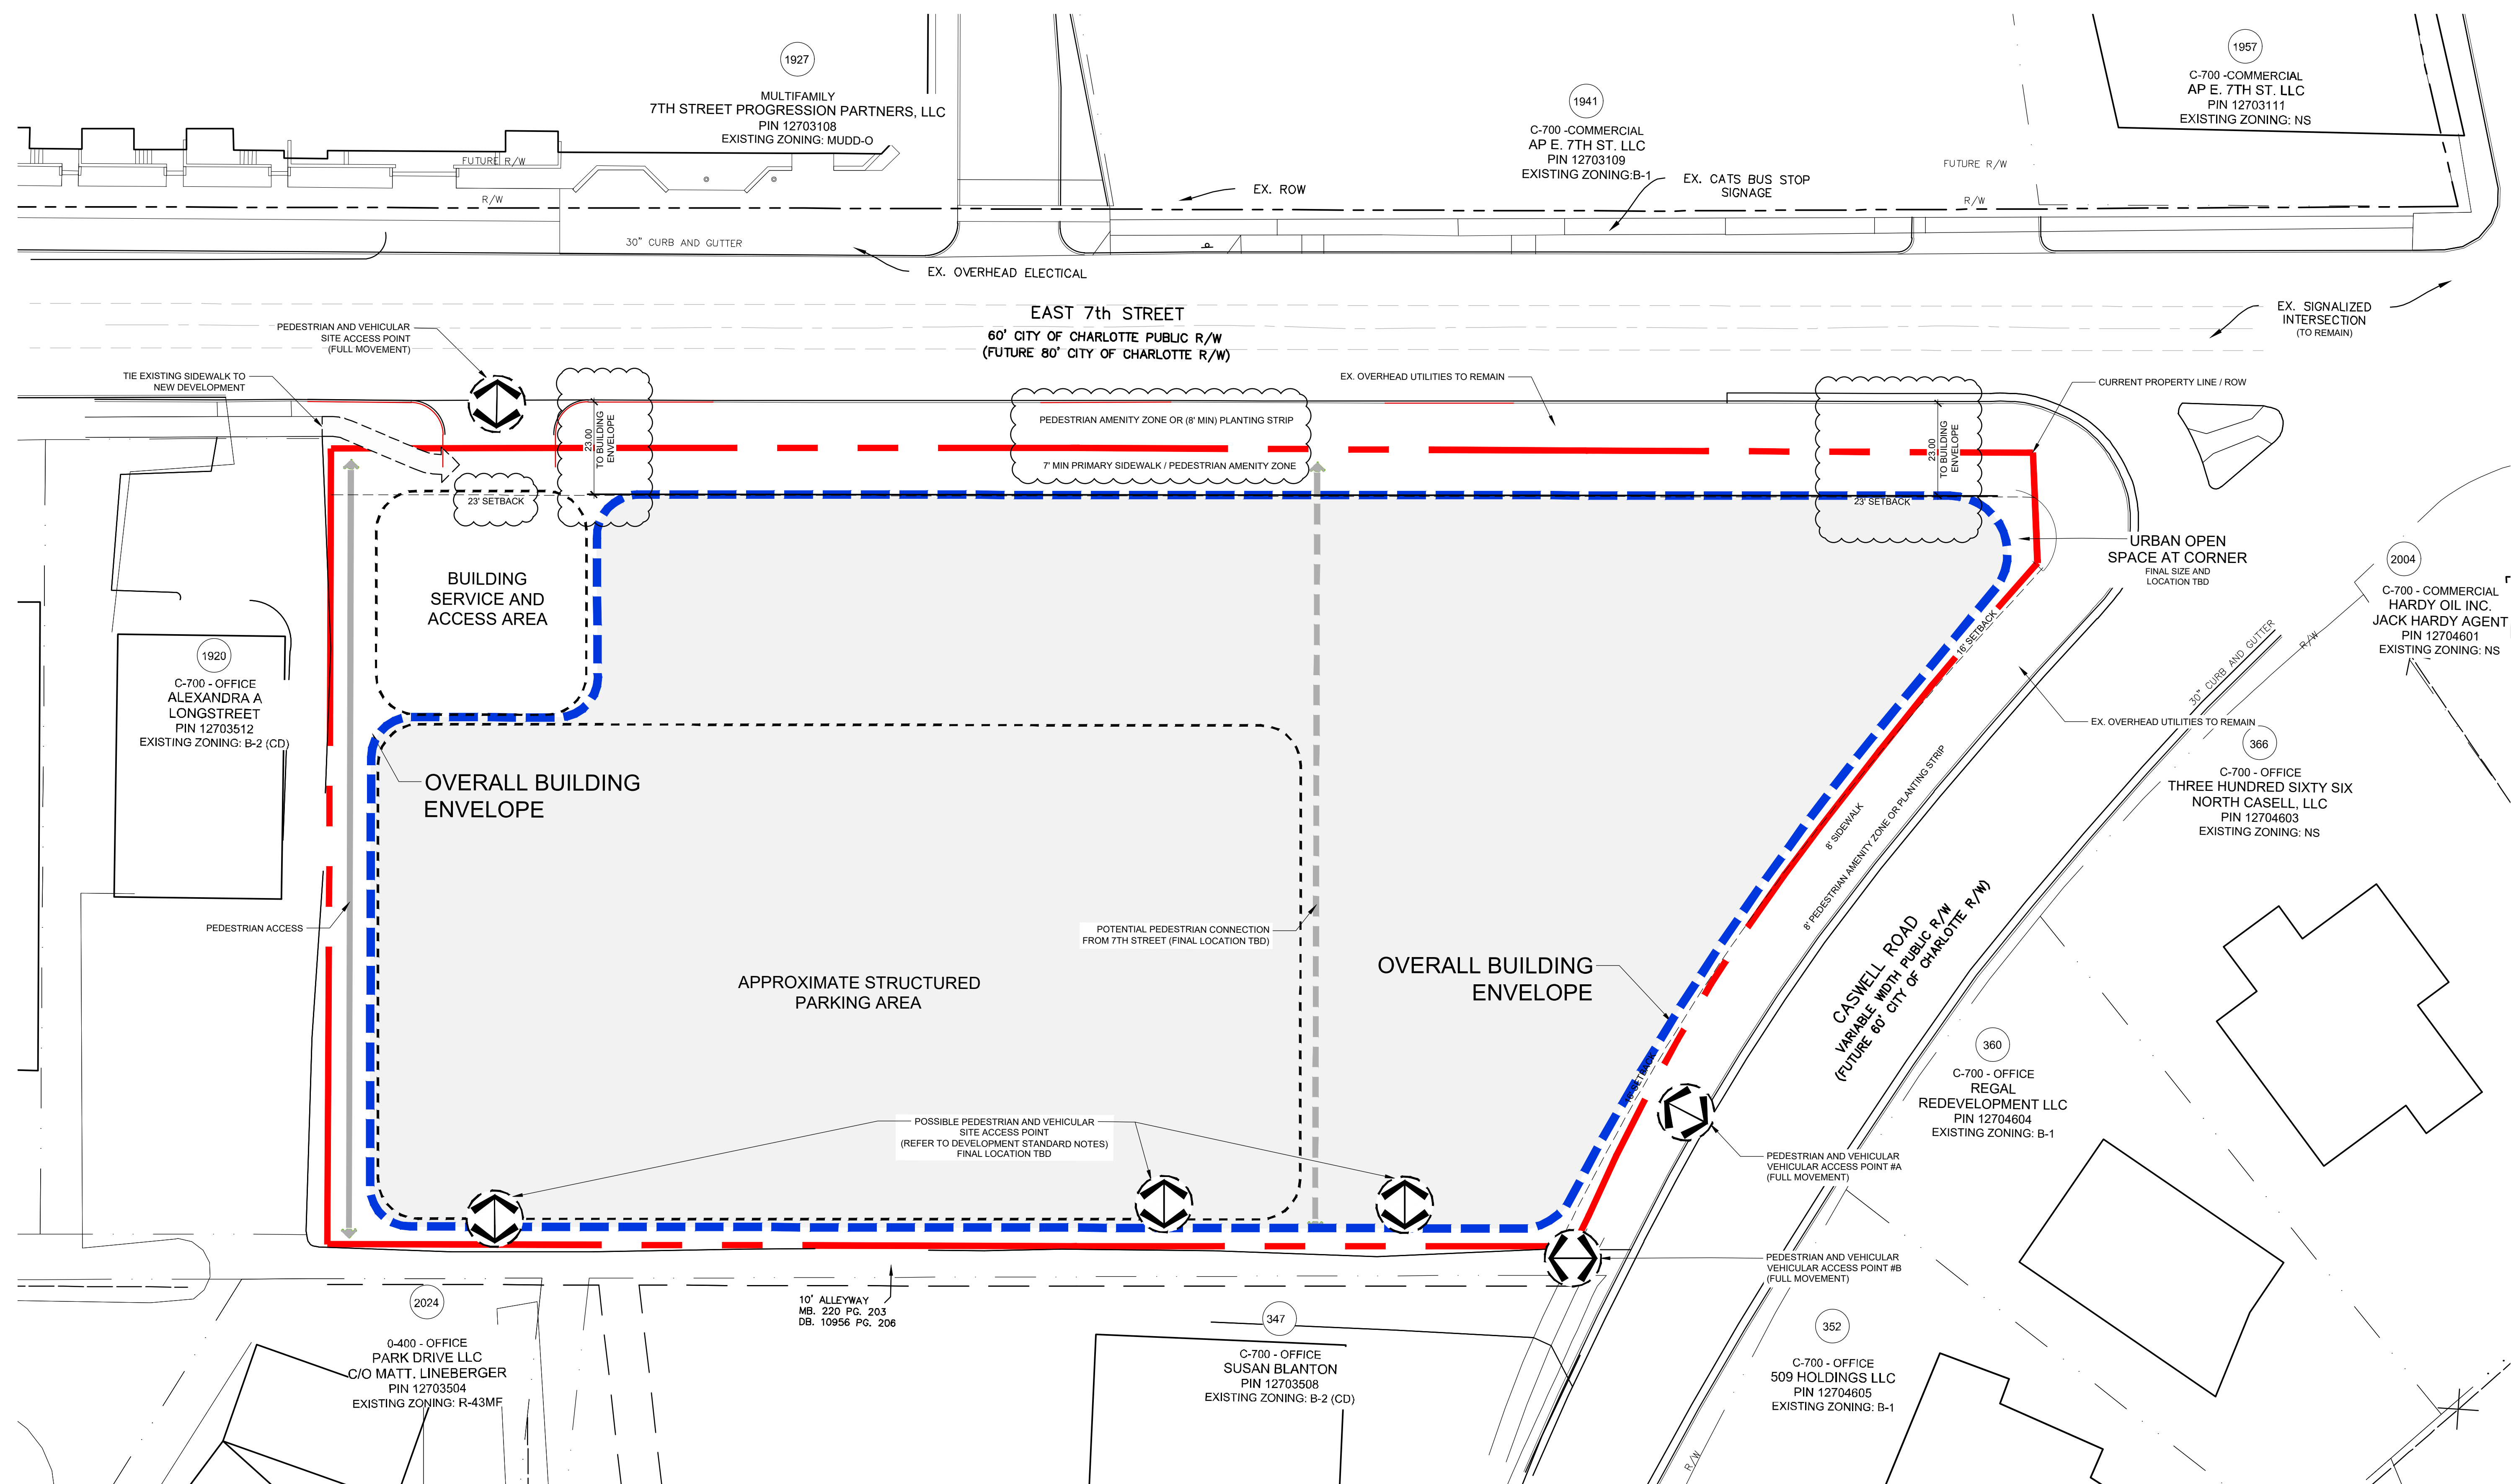 1927
MULTIFAMILY
7TH STREET PROGRESSION PARTNERS, LLC
PIN 12703108
EXISTING ZONING: MUDD-O
1941
C-700 -COMMERCIAL
AP E. 7TH ST. LLC
PIN 12703109
EXISTING ZONING:B-1
1957
C-700 -COMMERCIAL
AP E. 7TH ST. LLC
PIN 12703111
EXISTING ZONING: NS
FUTURE R/W
R/W
30" CURB AND GUTTER
EX. ROW
EX. CATS BUS STOP
SIGNAGE
FUTURE R/W
R/W
EX. OVERHEAD ELECTICAL
EAST 7th STREET
60' CITY OF CHARLOTTE PUBLIC R/W
(FUTURE 80' CITY OF CHARLOTTE R/W)
EX. SIGNALIZED
INTERSECTION
(TO REMAIN)
PEDESTRIAN AND VEHICULAR
SITE ACCESS POINT
(FULL MOVEMENT)
TIE EXISTING SIDEWALK TO
NEW DEVELOPMENT
EX. OVERHEAD UTILITIES TO REMAIN
CURRENT PROPERTY LINE / ROW
23.00
TO BUILDING
ENVELOPE
PEDESTRIAN AMENITY ZONE OR (8' MIN) PLANTING STRIP
7' MIN PRIMARY SIDEWALK / PEDESTRIAN AMENITY ZONE
23.00
TO BUILDING
ENVELOPE
23' SETBACK
23' SETBACK
URBAN OPEN
SPACE AT CORNER
FINAL SIZE AND
LOCATION TBD
BUILDING
SERVICE AND
ACCESS AREA
2004
C-700 - COMMERCIAL
HARDY OIL INC.
JACK HARDY AGENT
PIN 12704601
EXISTING ZONING: NS
1920
C-700 - OFFICE
ALEXANDRA A
LONGSTREET
PIN 12703512
EXISTING ZONING: B-2 (CD)
16' SETBACK
30" CURB AND GUTTER
R/W
EX. OVERHEAD UTILITIES TO REMAIN
366
C-700 - OFFICE
THREE HUNDRED SIXTY SIX
NORTH CASELL, LLC
PIN 12704603
EXISTING ZONING: NS
OVERALL BUILDING
ENVELOPE
8' SIDEWALK
8' PEDESTRIAN AMENITY ZONE OR PLANTING STRIP
PEDESTRIAN ACCESS
POTENTIAL PEDESTRIAN CONNECTION
FROM 7TH STREET (FINAL LOCATION TBD)
OVERALL BUILDING
ENVELOPE
APPROXIMATE STRUCTURED
PARKING AREA
CASWELL ROAD
VARIABLE WIDTH PUBLIC R/W
(FUTURE 60' CITY OF CHARLOTTE R/W)
16' SETBACK
360
C-700 - OFFICE
REGAL
REDEVELOPMENT LLC
PIN 12704604
EXISTING ZONING: B-1
POSSIBLE PEDESTRIAN AND VEHICULAR
SITE ACCESS POINT
(REFER TO DEVELOPMENT STANDARD NOTES)
FINAL LOCATION TBD
PEDESTRIAN AND VEHICULAR
VEHICULAR ACCESS POINT #A
(FULL MOVEMENT)
PEDESTRIAN AND VEHICULAR
VEHICULAR ACCESS POINT #B
(FULL MOVEMENT)
10' ALLEYWAY
MB. 220 PG. 203
DB. 10956 PG. 206
2024
0-400 - OFFICE
PARK DRIVE LLC
C/O MATT. LINEBERGER
PIN 12703504
EXISTING ZONING: R-43MF
347
C-700 - OFFICE
SUSAN BLANTON
PIN 12703508
EXISTING ZONING: B-2 (CD)
352
C-700 - OFFICE
509 HOLDINGS LLC
PIN 12704605
EXISTING ZONING: B-1
R/W